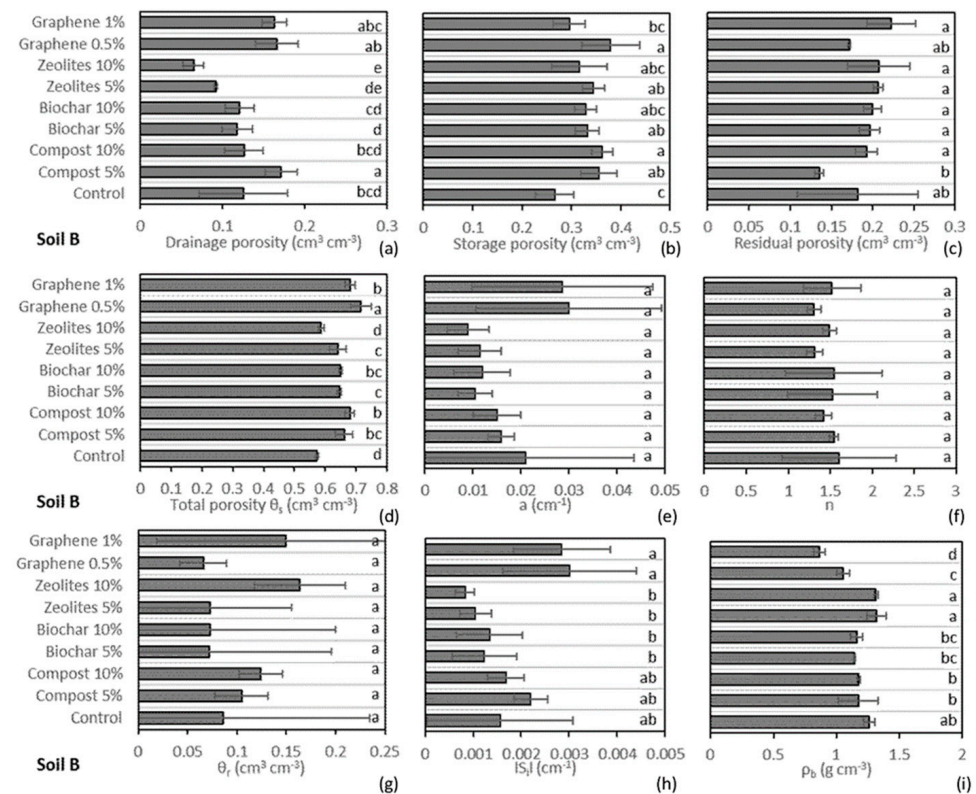 Graphene 1% abc bc a
Graphene 0.5% ab a ab
Zeolites 10% e abc a
Zeolites 5% de ab a
Biochar 10% cd abc a
Biochar 5% d ab a
Compost 10% bcd a a
Compost 5% a ab b
Control bcd c ab
0 0.1 0.2 0.3 0 0.1 0.2 0.3 0.4 0.5 0 0.1 0.2 0.3
Soil B Drainage porosity (cm³ cm⁻³) (a) Storage porosity (cm³ cm⁻³) (b) Residual porosity (cm³ cm⁻³) (c)
Graphene 1% b a a
Graphene 0.5% a a a
Zeolites 10% d a a
Zeolites 5% c a a
Biochar 10% bc a a
Biochar 5% c a a
Compost 10% b a a
Compost 5% bc a a
Control d a a
0 0.1 0.2 0.3 0.4 0.5 0.6 0.7 0.8 0 0.01 0.02 0.03 0.04 0.05 0 0.5 1 1.5 2 2.5 3
Soil B Total porosity θs (cm³ cm⁻³) (d) a (cm⁻¹) (e) n (f)
Graphene 1% a a d
Graphene 0.5% a a c
Zeolites 10% a b a
Zeolites 5% a b a
Biochar 10% a b bc
Biochar 5% a b bc
Compost 10% a ab b
Compost 5% a ab b
Control a ab ab
0 0.05 0.1 0.15 0.2 0.25 0 0.001 0.002 0.003 0.004 0.005 0 0.5 1 1.5 2
Soil B θr (cm³ cm⁻³) (g) |Si| (cm⁻¹) (h) ρb (g cm⁻³) (i)